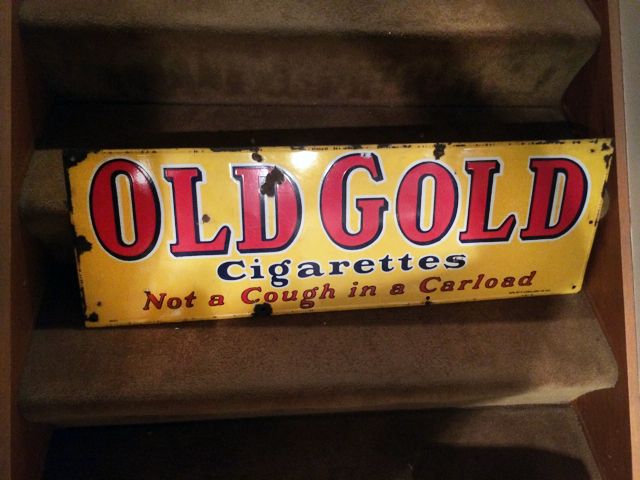 OLD GOLD
Cigarettes
Not a Cough in a Carload